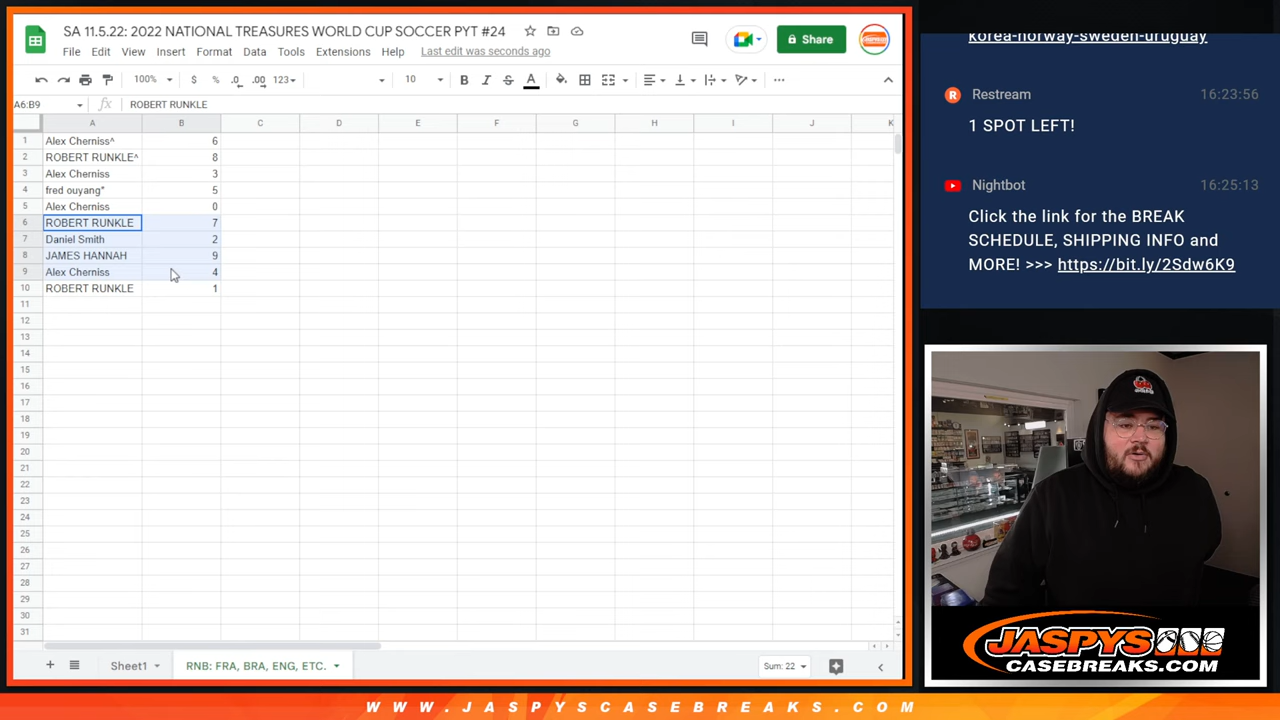 SA 11.5.22: 2022 NATIONAL TREASURES WORLD CUP SOCCER PYT #24
File Edit View Insert Format Data Tools Extensions Help Last edit was seconds ago
Share
100% $ % .0 .00 123 10 B I S A
A6:B9 fx ROBERT RUNKLE
A B C D E F G H I J K
1 Alex Cherniss^ 6
2 ROBERT RUNKLE^ 8
3 Alex Cherniss 3
4 fred ouyang" 5
5 Alex Cherniss 0
6 ROBERT RUNKLE 7
7 Daniel Smith 2
8 JAMES HANNAH 9
9 Alex Cherniss 4
10 ROBERT RUNKLE 1
11
12
13
14
15
16
17
18
19
20
21
22
23
24
25
26
27
28
29
30
31
Sheet1 RNB: FRA, BRA, ENG, ETC. Sum: 22
korea-norway-sweden-uruguay
Restream 16:23:56
1 SPOT LEFT!
Nightbot 16:25:13
Click the link for the BREAK
SCHEDULE, SHIPPING INFO and
MORE! >>> https://bit.ly/2Sdw6K9
JASPYS
CASEBREAKS.COM
WWW.JASPYSCASEBREAKS.COM